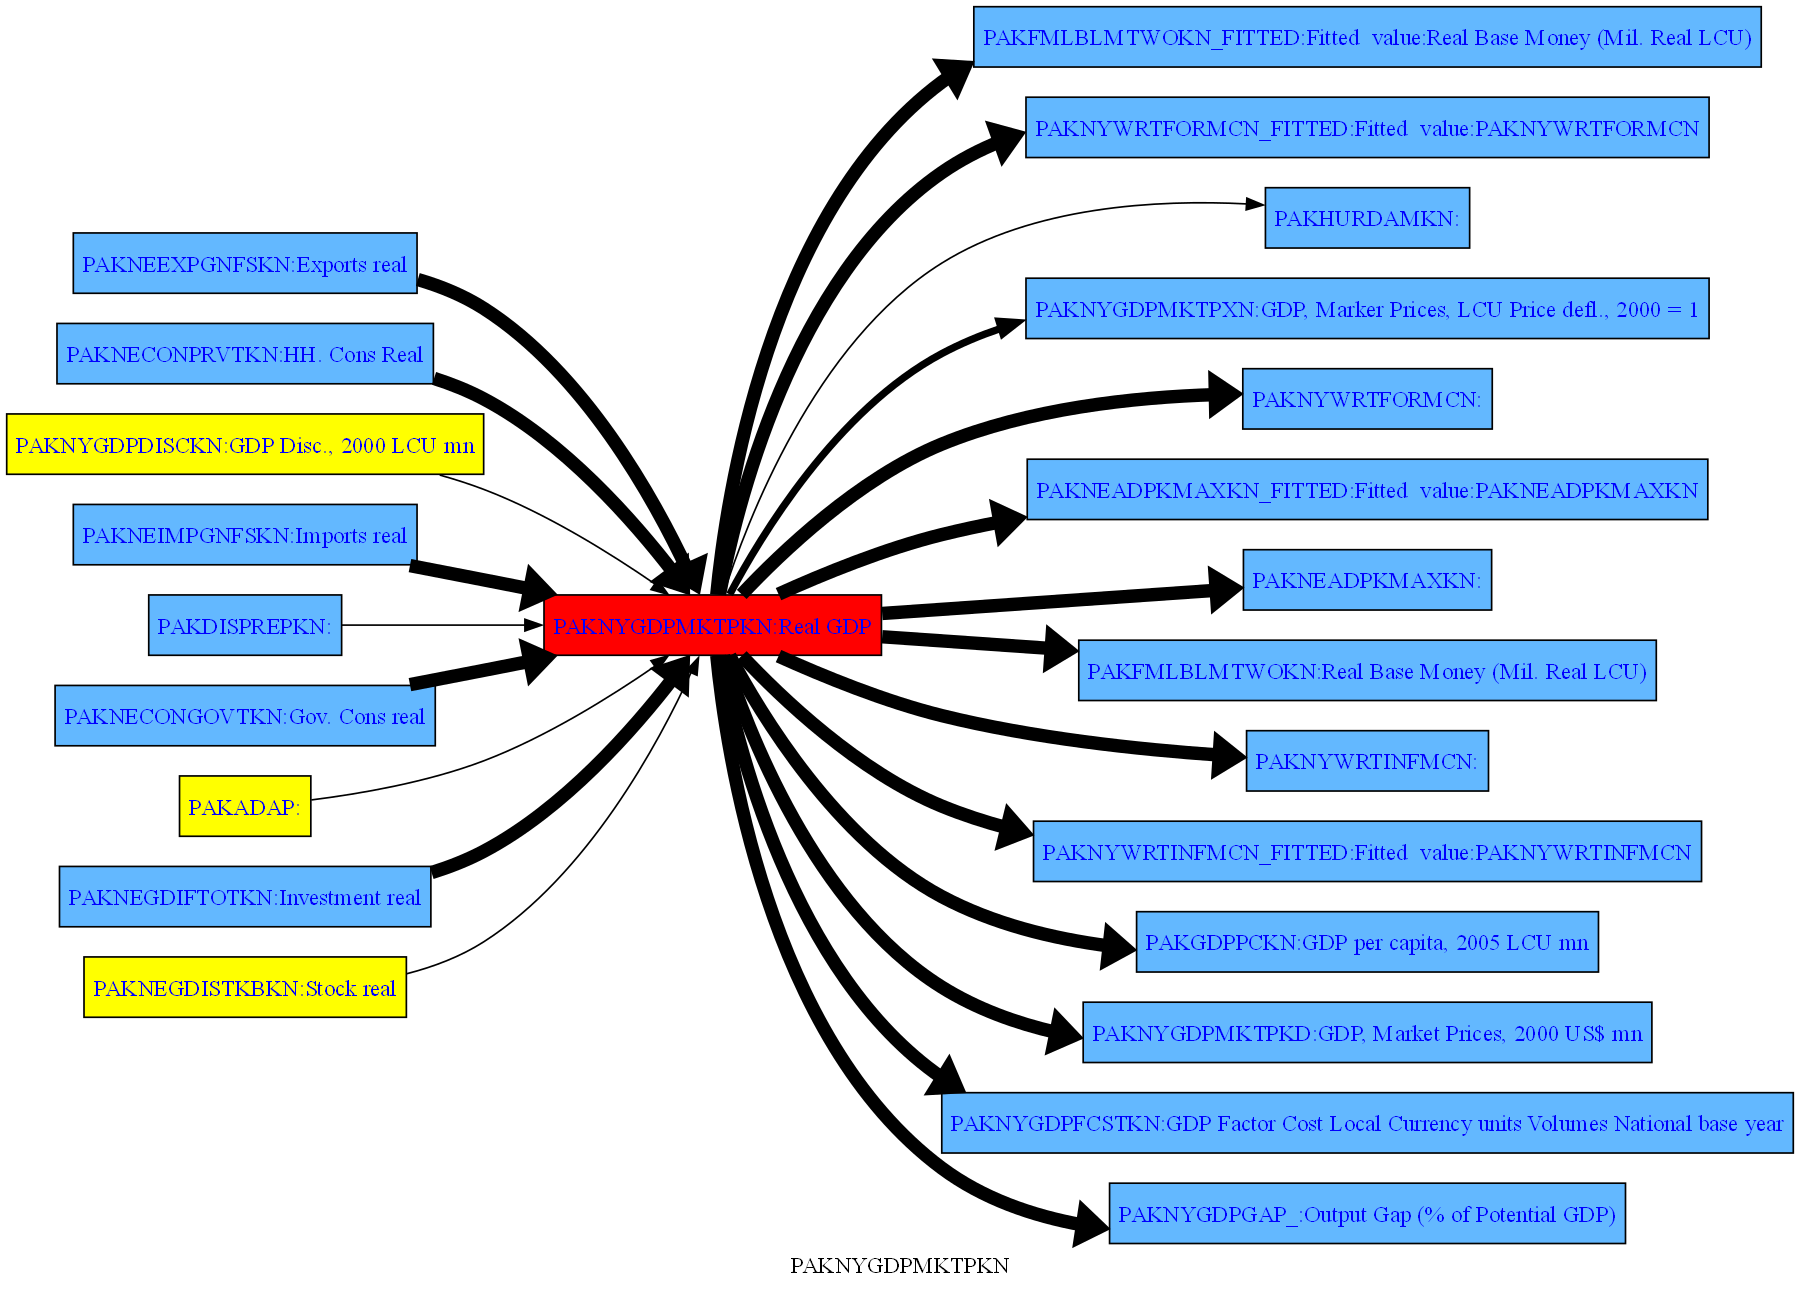 PAKNEEXPGNFSKN:Exports real
PAKNECONPRVTKN:HH. Cons Real
PAKNYGDPDISCKN:GDP Disc., 2000 LCU mn
PAKNEIMPGNFSKN:Imports real
PAKDISPREPKN:
PAKNECONGOVTKN:Gov. Cons real
PAKADAP:
PAKNEGDIFTOTKN:Investment real
PAKNEGDISTKBKN:Stock real
PAKNYGDPMKTPKN:Real GDP
PAKFMLBLMTWOKN_FITTED:Fitted  value:Real Base Money (Mil. Real LCU)
PAKNYWRTFORMCN_FITTED:Fitted  value:PAKNYWRTFORMCN
PAKHURDAMKN:
PAKNYGDPMKTPXN:GDP, Marker Prices, LCU Price defl., 2000 = 1
PAKNYWRTFORMCN:
PAKNEADPKMAXKN_FITTED:Fitted  value:PAKNEADPKMAXKN
PAKNEADPKMAXKN:
PAKFMLBLMTWOKN:Real Base Money (Mil. Real LCU)
PAKNYWRTINFMCN:
PAKNYWRTINFMCN_FITTED:Fitted  value:PAKNYWRTINFMCN
PAKGDPPCKN:GDP per capita, 2005 LCU mn
PAKNYGDPMKTPKD:GDP, Market Prices, 2000 US$ mn
PAKNYGDPFCSTKN:GDP Factor Cost Local Currency units Volumes National base year
PAKNYGDPGAP_:Output Gap (% of Potential GDP)
PAKNYGDPMKTPKN